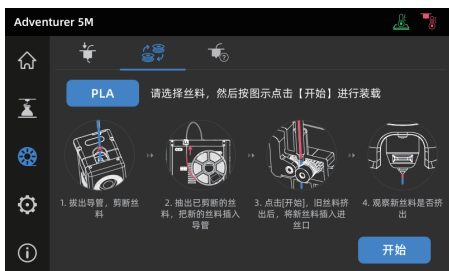 Adventurer 5M
PLA
请选择丝料，然后按图示点击【开始】进行装载
1. 拔出导管，剪断丝
料
2. 抽出已剪断的丝
料，把新的丝料插入
导管
3. 点击[开始]，旧丝料挤
出后，将新丝料插入进
丝口
4. 观察新丝料是否挤
出
开始